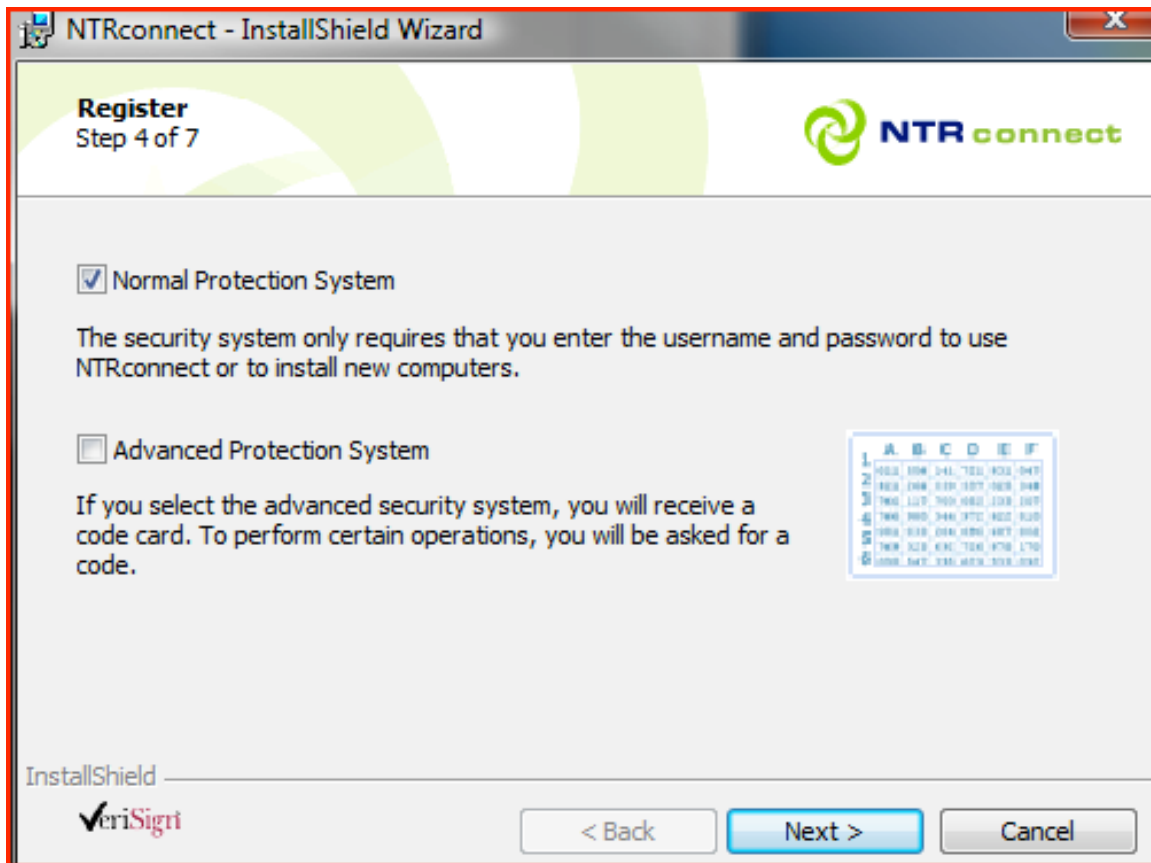 NTRconnect - InstallShield Wizard
X
Register
Step 4 of 7
NTR connect
Normal Protection System
The security system only requires that you enter the username and password to use
NTRconnect or to install new computers.
Advanced Protection System
If you select the advanced security system, you will receive a
code card. To perform certain operations, you will be asked for a
code.
A B C D E F
1
2
3
4
5
6
InstallShield
VeriSign
< Back
Next >
Cancel